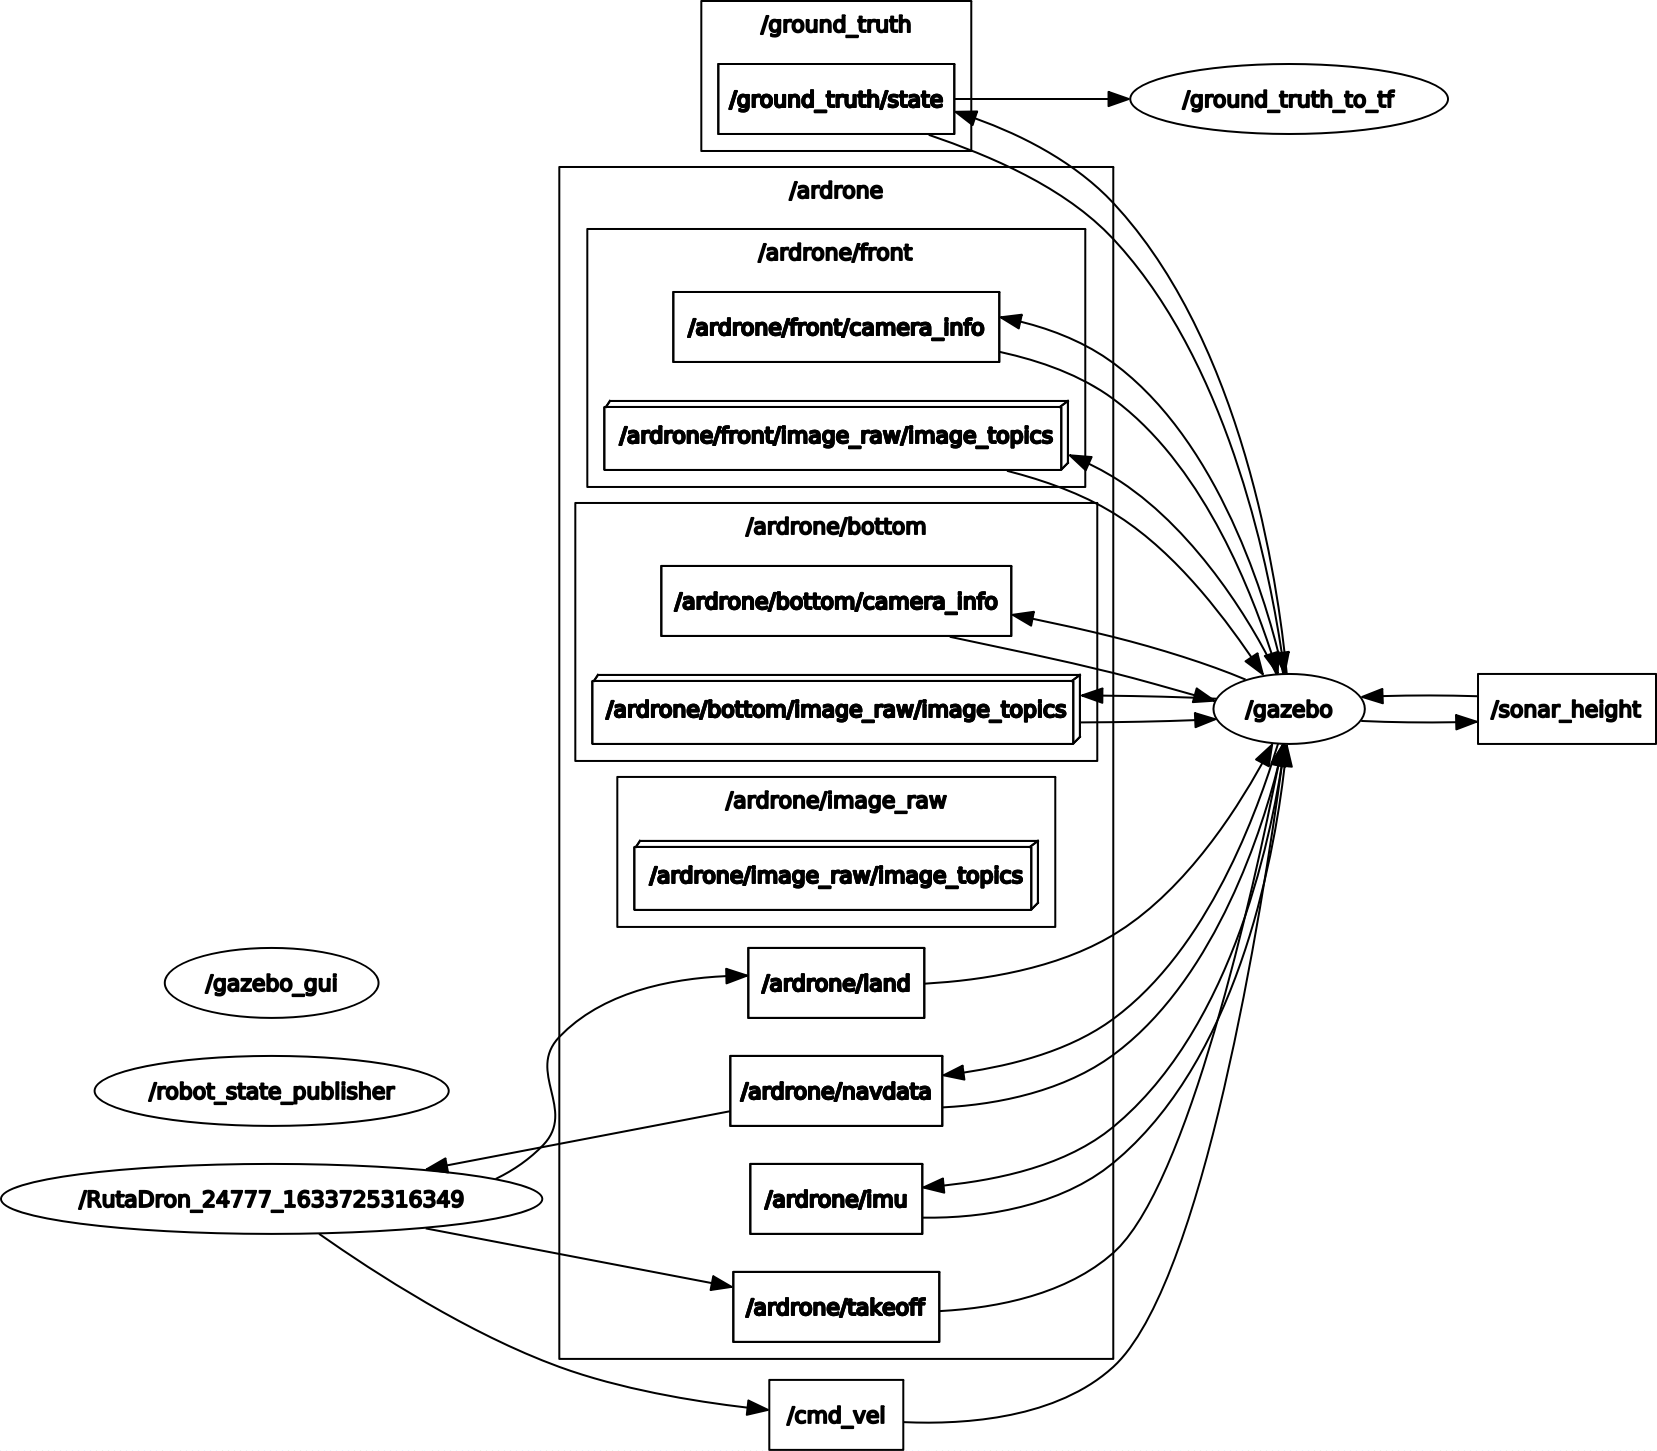 /ground_truth
/ground_truth/state
/ground_truth_to_tf
/ardrone
/ardrone/front
/ardrone/front/camera_info
/ardrone/front/image_raw/image_topics
/ardrone/bottom
/ardrone/bottom/camera_info
/ardrone/bottom/image_raw/image_topics
/gazebo
/sonar_height
/ardrone/image_raw
/ardrone/image_raw/image_topics
/gazebo_gui
/ardrone/land
/robot_state_publisher
/ardrone/navdata
/RutaDron_24777_1633725316349
/ardrone/imu
/ardrone/takeoff
/cmd_vel